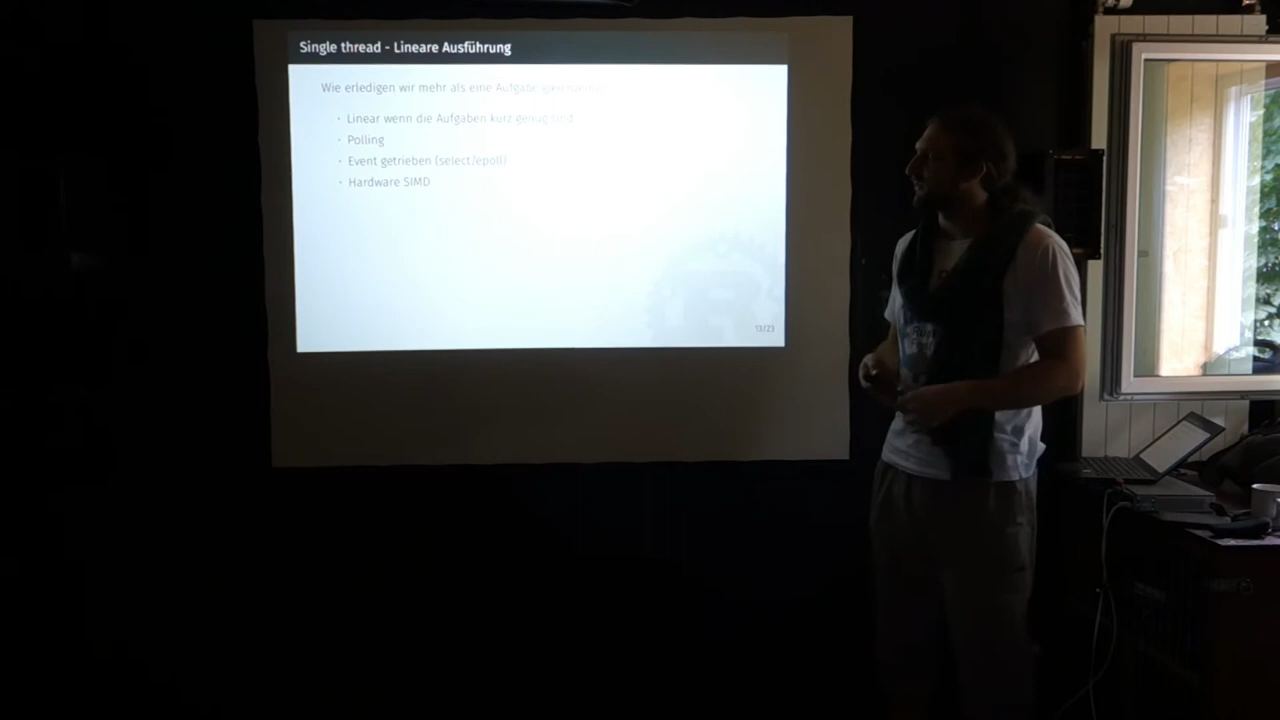 Single thread - Lineare Ausführung
Wie erledigen wir mehr als eine Aufgabe gleichzeitig?
· Linear wenn die Aufgaben kurz genug sind
· Polling
· Event getrieben (select/epoll)
· Hardware SIMD
13/23